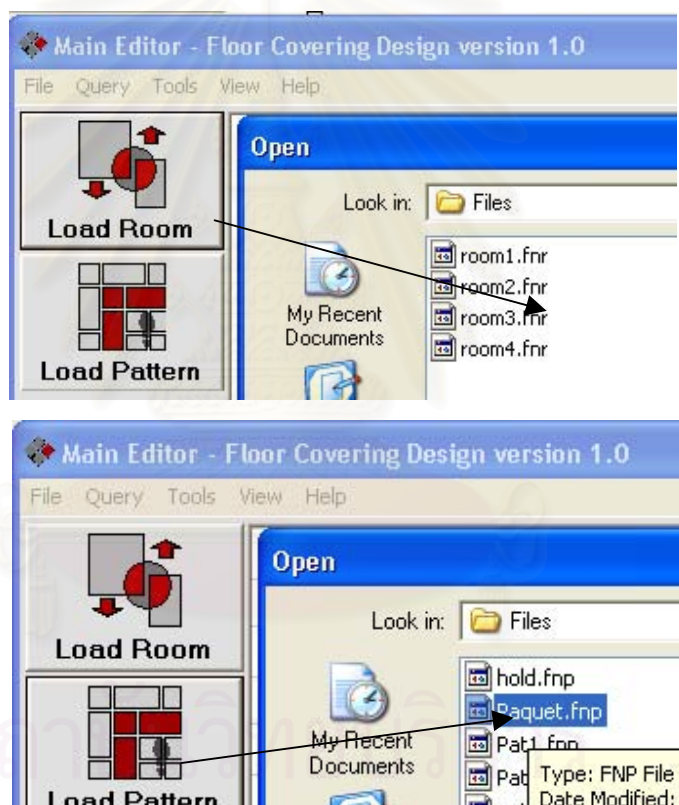 Main Editor - Floor Covering Design version 1.0
File Query Tools View Help
Open
Look in: Files
Load Room
room1.fnr
room2.fnr
My Recent Documents
room3.fnr
room4.fnr
Load Pattern
Main Editor - Floor Covering Design version 1.0
File Query Tools View Help
Open
Look in: Files
Load Room
hold.fnp
Paquet.fnp
My Recent Documents
Pat1.fnp
Pat
Type: FNP File
Date Modified:
Load Pattern